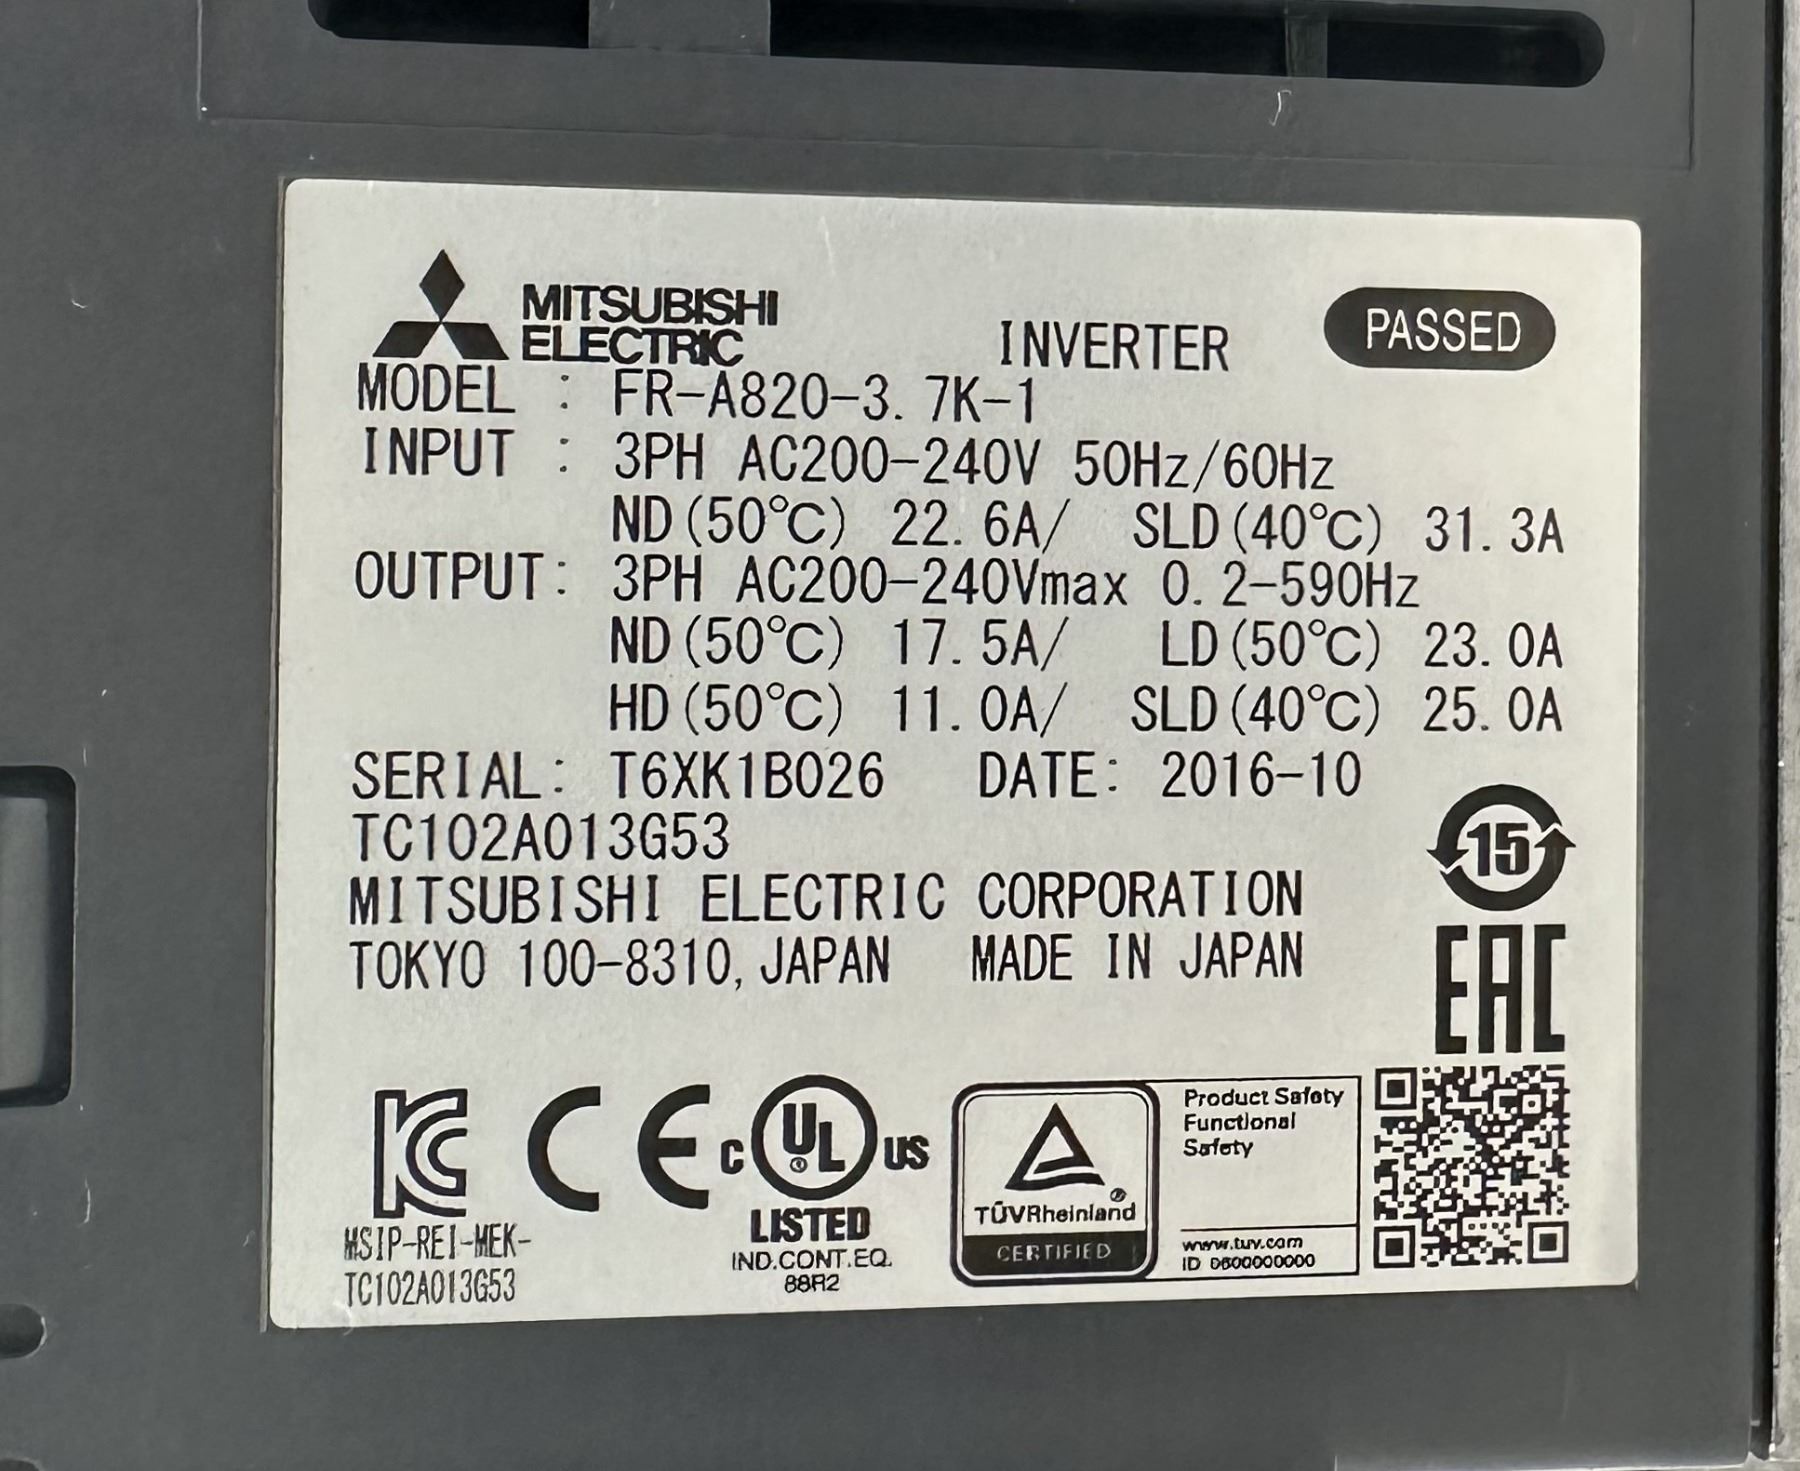 MITSUBISHI
ELECTRIC
INVERTER
PASSED
MODEL : FR-A820-3.7K-1
INPUT : 3PH AC200-240V 50Hz/60Hz
ND(50℃) 22.6A/ SLD(40℃) 31.3A
OUTPUT: 3PH AC200-240Vmax 0.2-590Hz
ND(50℃) 17.5A/ LD(50℃) 23.0A
HD(50℃) 11.0A/ SLD(40℃) 25.0A
SERIAL: T6XK1B026 DATE: 2016-10
TC102A013G53
15
MITSUBISHI ELECTRIC CORPORATION
TOKYO 100-8310, JAPAN MADE IN JAPAN
EAC
KC
MSIP-REI-MEK-
TC102A013G53
CE
C UL US
LISTED
IND.CONT.EQ.
88R2
TÜVRheinland®
CERTIFIED
Product Safety
Functional
Safety
www.tuv.com
ID 0600000000